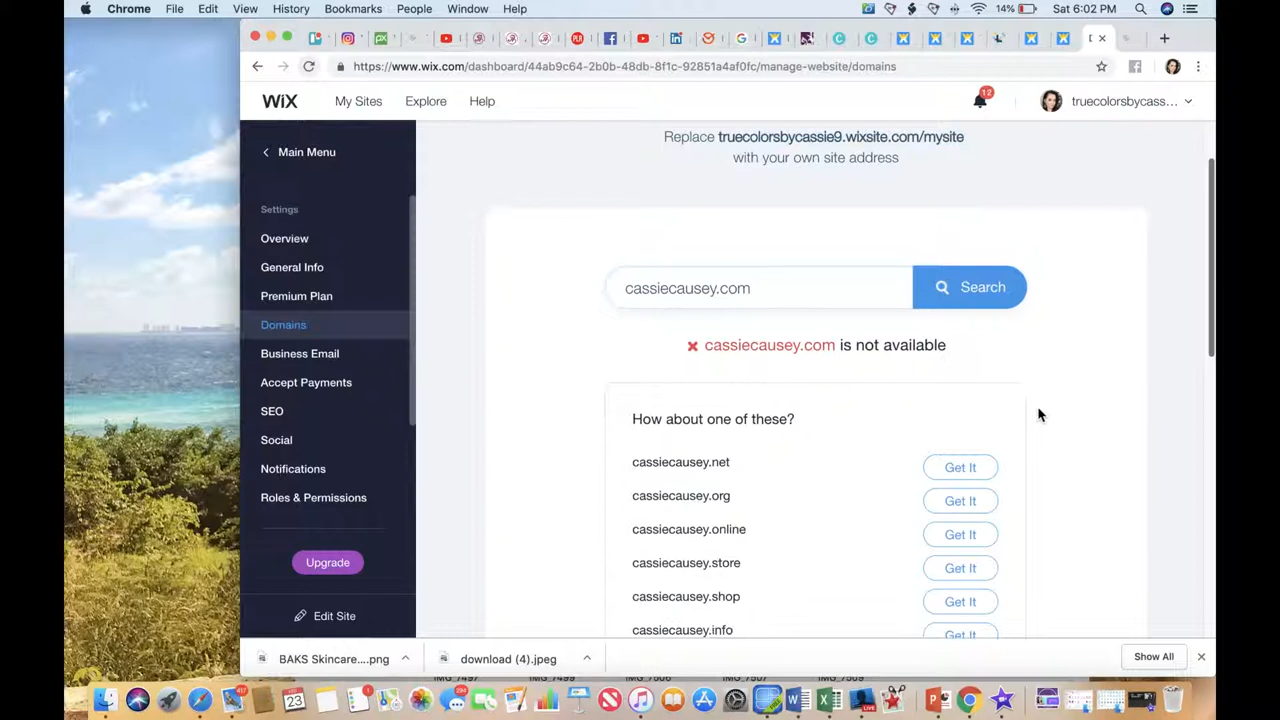 Chrome File Edit View History Bookmarks People Window Help 14% Sat 6:02 PM
https://www.wix.com/dashboard/44ab9c64-2b0b-48db-8f1c-92851a4af0fc/manage-website/domains
WiX My Sites Explore Help 12 truecolorsbycass...
Main Menu
Settings
Overview
General Info
Premium Plan
Domains
Business Email
Accept Payments
SEO
Social
Notifications
Roles & Permissions
Upgrade
Edit Site
Replace truecolorsbycassie9.wixsite.com/mysite
with your own site address
cassiecausey.com Search
cassiecausey.com is not available
How about one of these?
cassiecausey.net Get It
cassiecausey.org Get It
cassiecausey.online Get It
cassiecausey.store Get It
cassiecausey.shop Get It
cassiecausey.info Get It
BAKS Skincare....png download (4).jpeg Show All